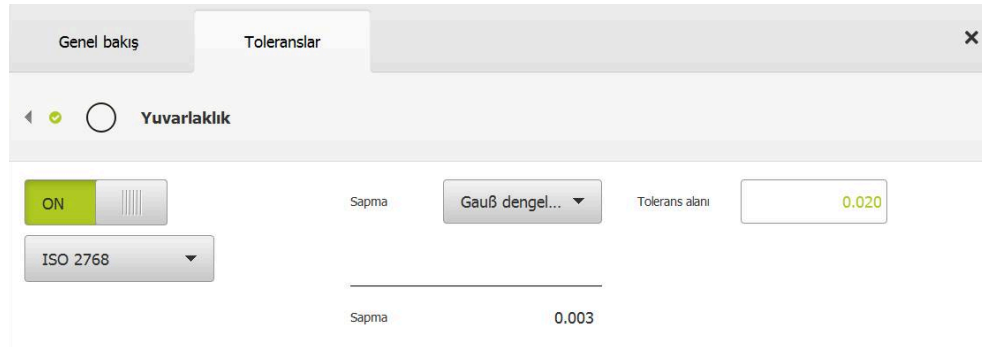 Genel bakış
Toleranslar
Yuvarlaklık
ON
Sapma
Gauß dengel...
Tolerans alanı
0.020
ISO 2768
Sapma
0.003